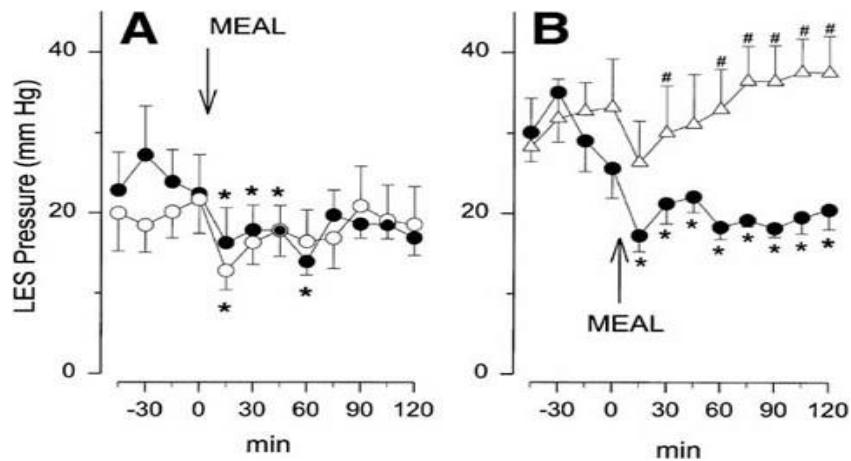 A
MEAL
LES Pressure (mm Hg)
40
20
0
* * *
* *
-30 0 30 60 90 120
min
B
# # # # # #
40
20
0
* * * * * * * *
MEAL
-30 0 30 60 90 120
min